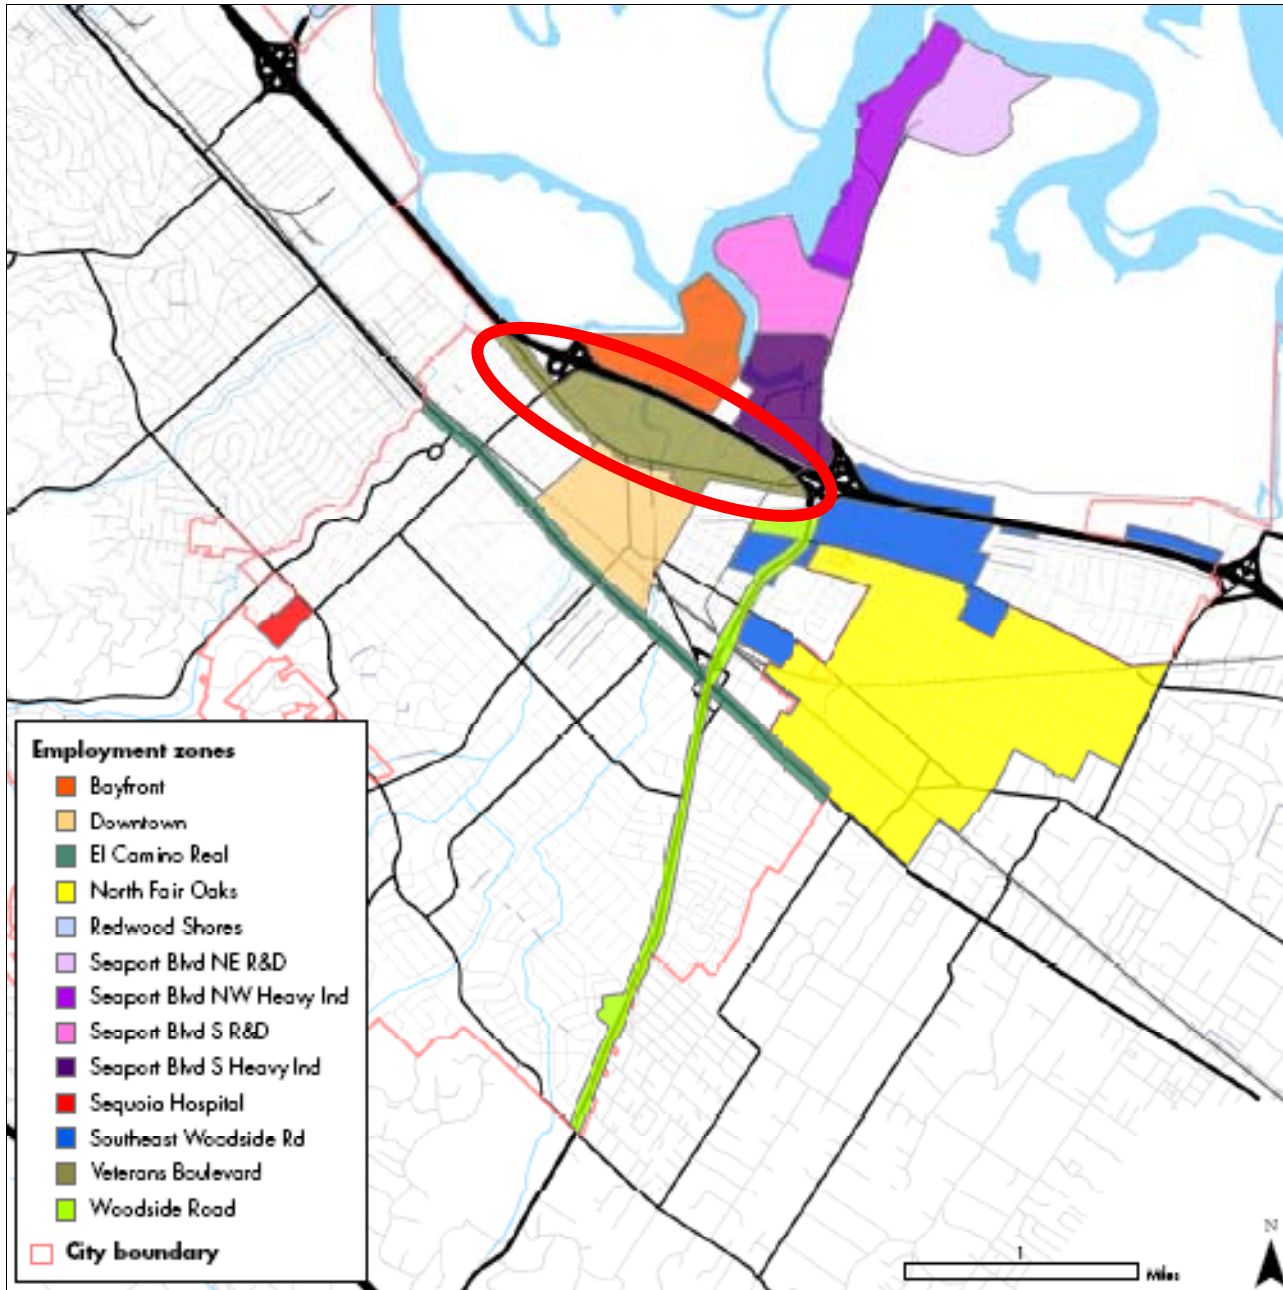 Employment zones
Bayfront
Downtown
El Camino Real
North Fair Oaks
Redwood Shores
Seaport Blvd NE R&D
Seaport Blvd NW Heavy Ind
Seaport Blvd S R&D
Seaport Blvd S Heavy Ind
Sequoia Hospital
Southeast Woodside Rd
Veterans Boulevard
Woodside Road
City boundary
N
1
Miles